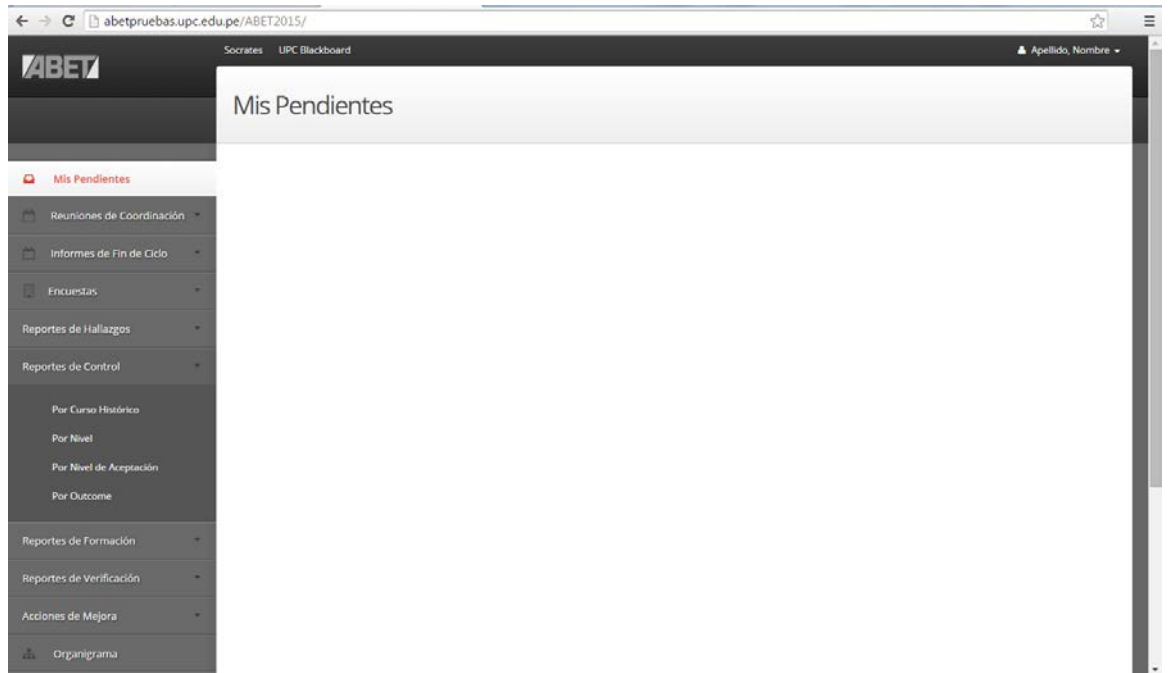 abetpruebas.upc.edu.pe/ABET2015/
Socrates UPC Blackboard Apellido, Nombre
ABET
Mis Pendientes
Mis Pendientes
Reuniones de Coordinación
Informes de Fin de Ciclo
Encuestas
Reportes de Hallazgos
Reportes de Control
Por Curso Histórico
Por Nivel
Por Nivel de Aceptación
Por Outcome
Reportes de Formación
Reportes de Verificación
Acciones de Mejora
Organigrama